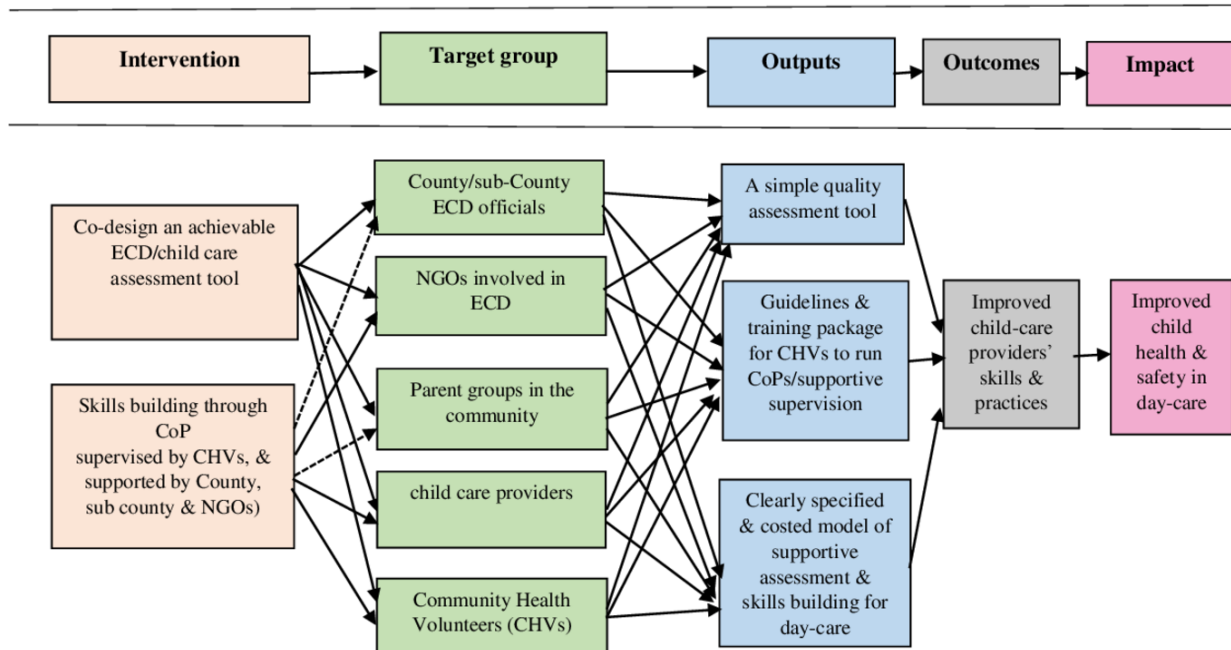 Intervention
Target group
Outputs
Outcomes
Impact
Co-design an achievable
ECD/child care
assessment tool
Skills building through
CoP
supervised by CHVs, &
supported by County,
sub county & NGOs)
County/sub-County
ECD officials
NGOs involved in
ECD
Parent groups in the
community
child care providers
Community Health
Volunteers (CHVs)
A simple quality
assessment tool
Guidelines &
training package
for CHVs to run
CoPs/supportive
supervision
Clearly specified
& costed model of
supportive
assessment &
skills building for
day-care
Improved
child-care
providers’
skills &
practices
Improved
child
health &
safety in
day-care